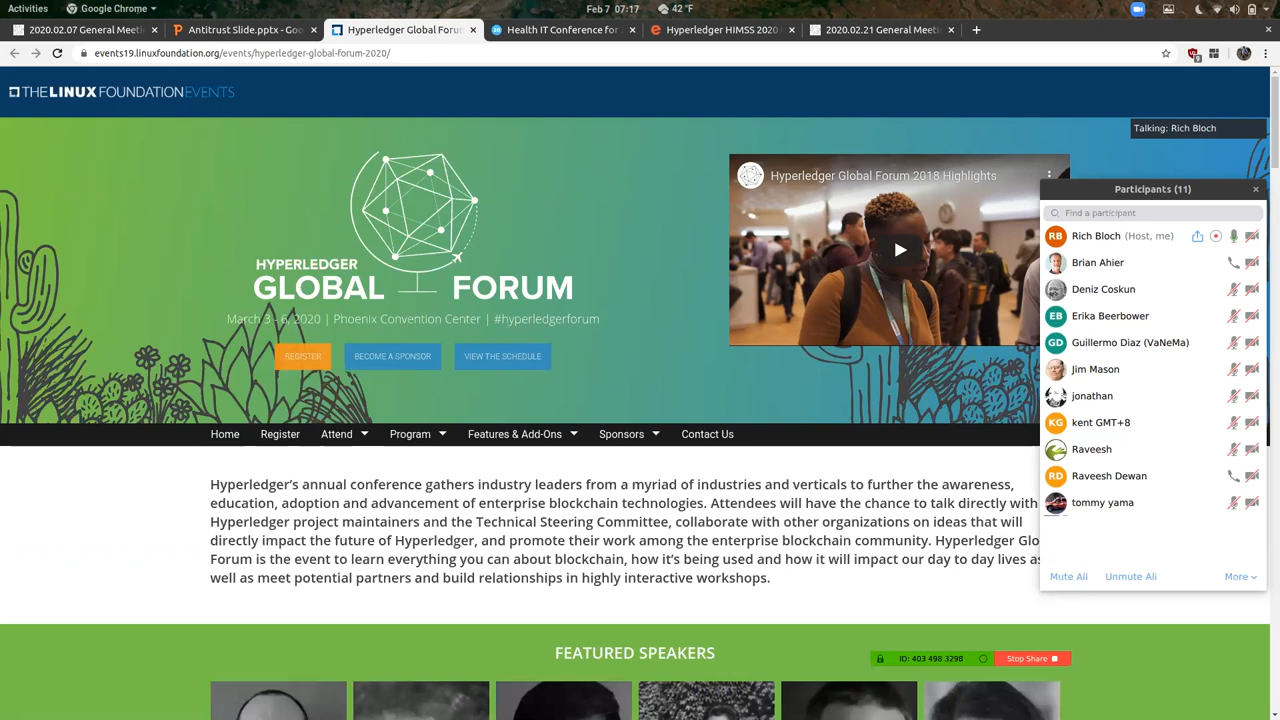 Activities
Google Chrome
Feb 7 07:17
42 °F
2020.02.07 General Meeti
Antitrust Slide.pptx - Goo
Hyperledger Global Forum
Health IT Conference for
Hyperledger HIMSS 2020
2020.02.21 General Meeti
events19.linuxfoundation.org/events/hyperledger-global-forum-2020/
THE LINUX FOUNDATION EVENTS
Talking: Rich Bloch
HYPERLEDGER
GLOBAL FORUM
March 3 - 6, 2020 | Phoenix Convention Center | #hyperledgerforum
REGISTER
BECOME A SPONSOR
VIEW THE SCHEDULE
Hyperledger Global Forum 2018 Highlights
Participants (11)
Find a participant
RB Rich Bloch (Host, me)
Brian Ahier
Deniz Coskun
EB Erika Beerbower
GD Guillermo Diaz (VaNeMa)
Jim Mason
jonathan
KG kent GMT+8
Raveesh
RD Raveesh Dewan
tommy yama
Mute All
Unmute All
More
Home
Register
Attend
Program
Features & Add-Ons
Sponsors
Contact Us
Hyperledger's annual conference gathers industry leaders from a myriad of industries and verticals to further the awareness,
education, adoption and advancement of enterprise blockchain technologies. Attendees will have the chance to talk directly with
Hyperledger project maintainers and the Technical Steering Committee, collaborate with other organizations on ideas that will
directly impact the future of Hyperledger, and promote their work among the enterprise blockchain community. Hyperledger Glo
Forum is the event to learn everything you can about blockchain, how it's being used and how it will impact our day to day lives as
well as meet potential partners and build relationships in highly interactive workshops.
FEATURED SPEAKERS
ID: 403 498 3298
Stop Share